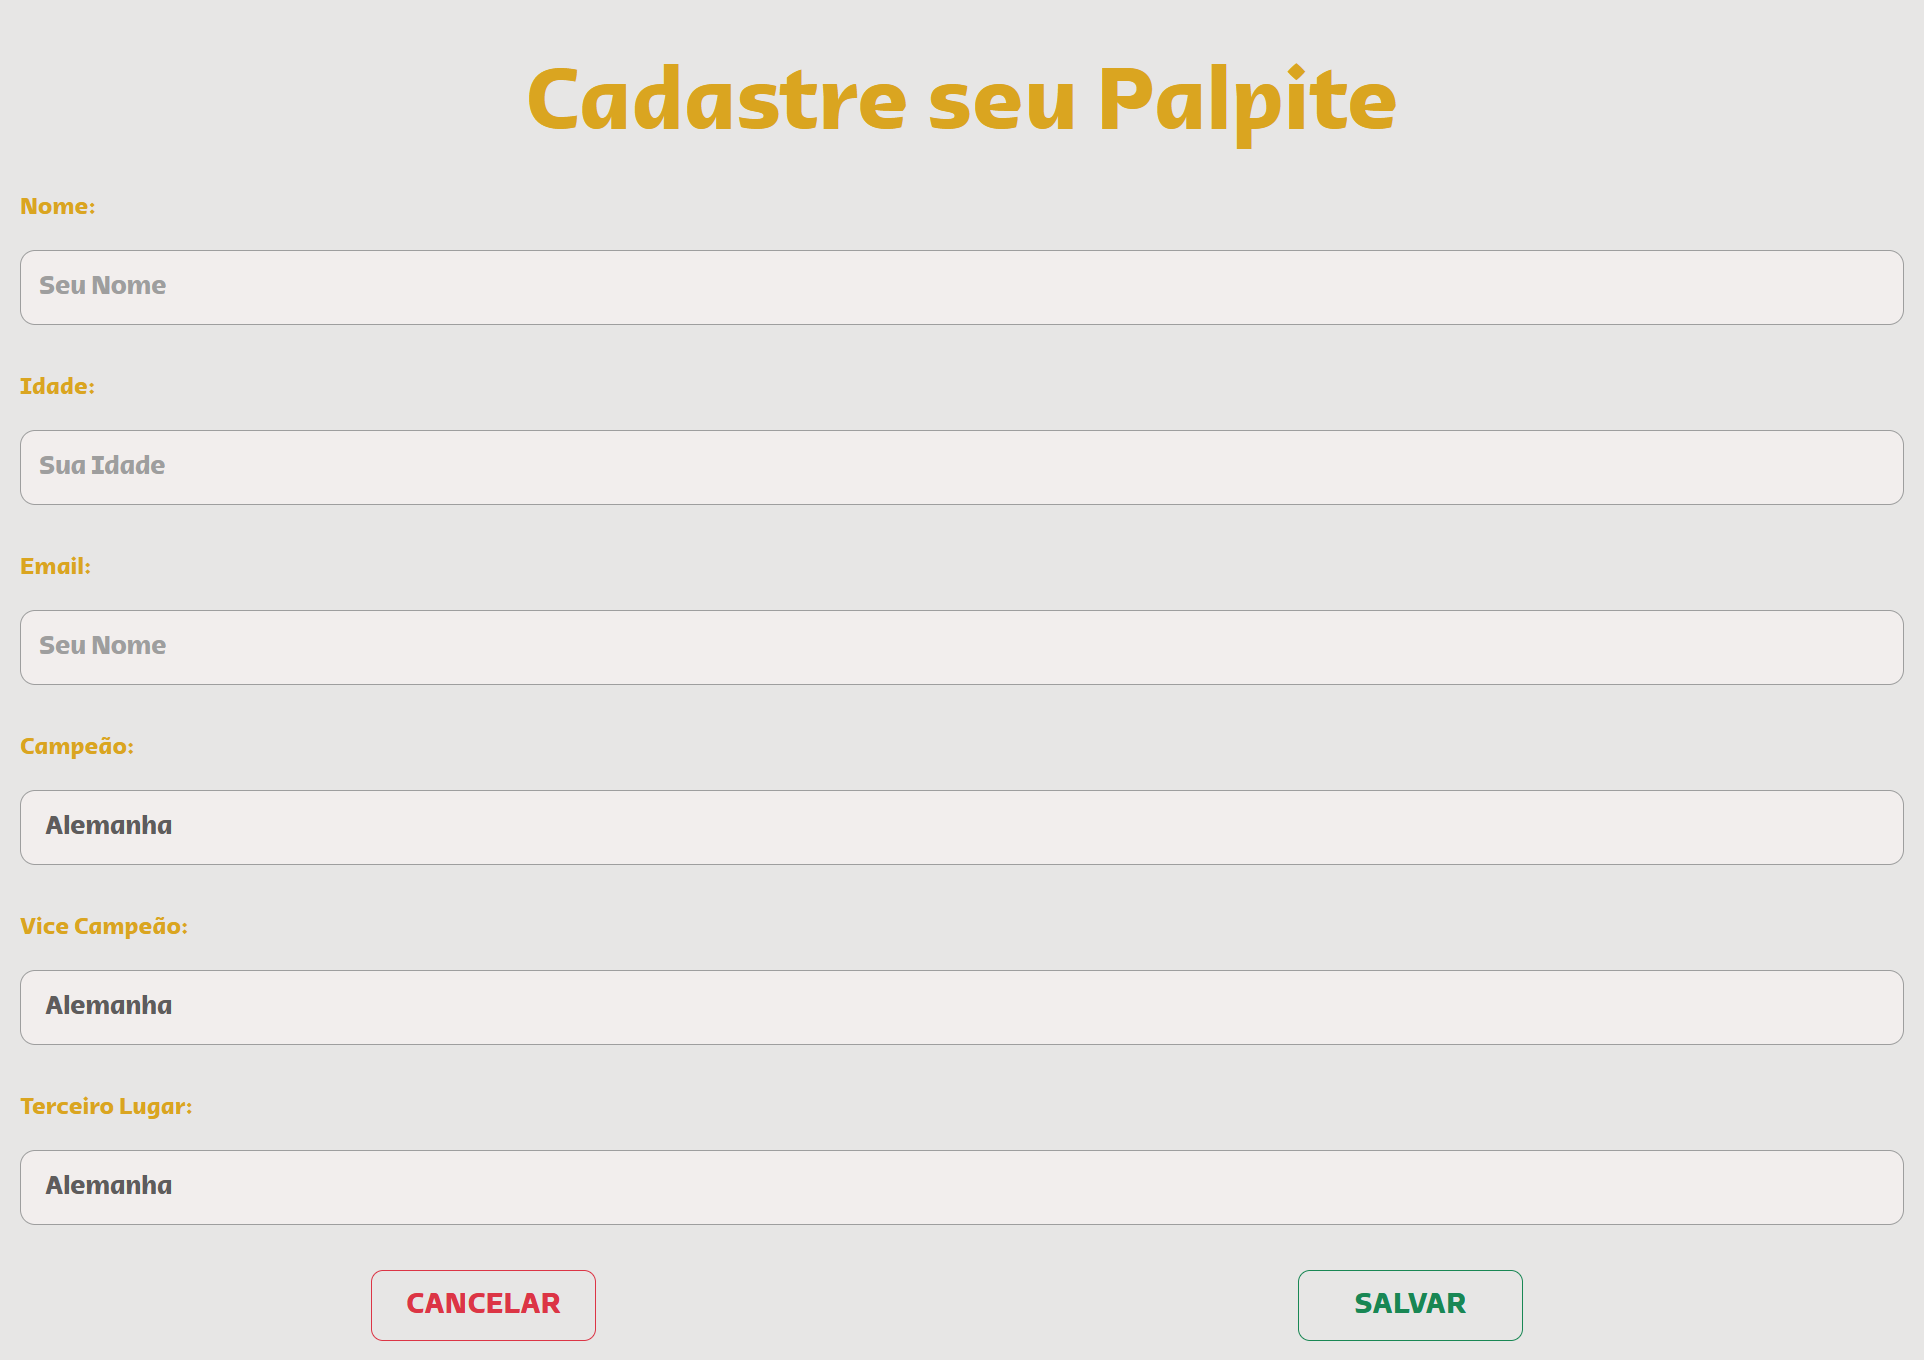 Cadastre seu Palpite
Nome:
Seu Nome
Idade:
Sua Idade
Email:
Seu Nome
Campeão:
Alemanha
Vice Campeão:
Alemanha
Terceiro Lugar:
Alemanha
CANCELAR SALVAR